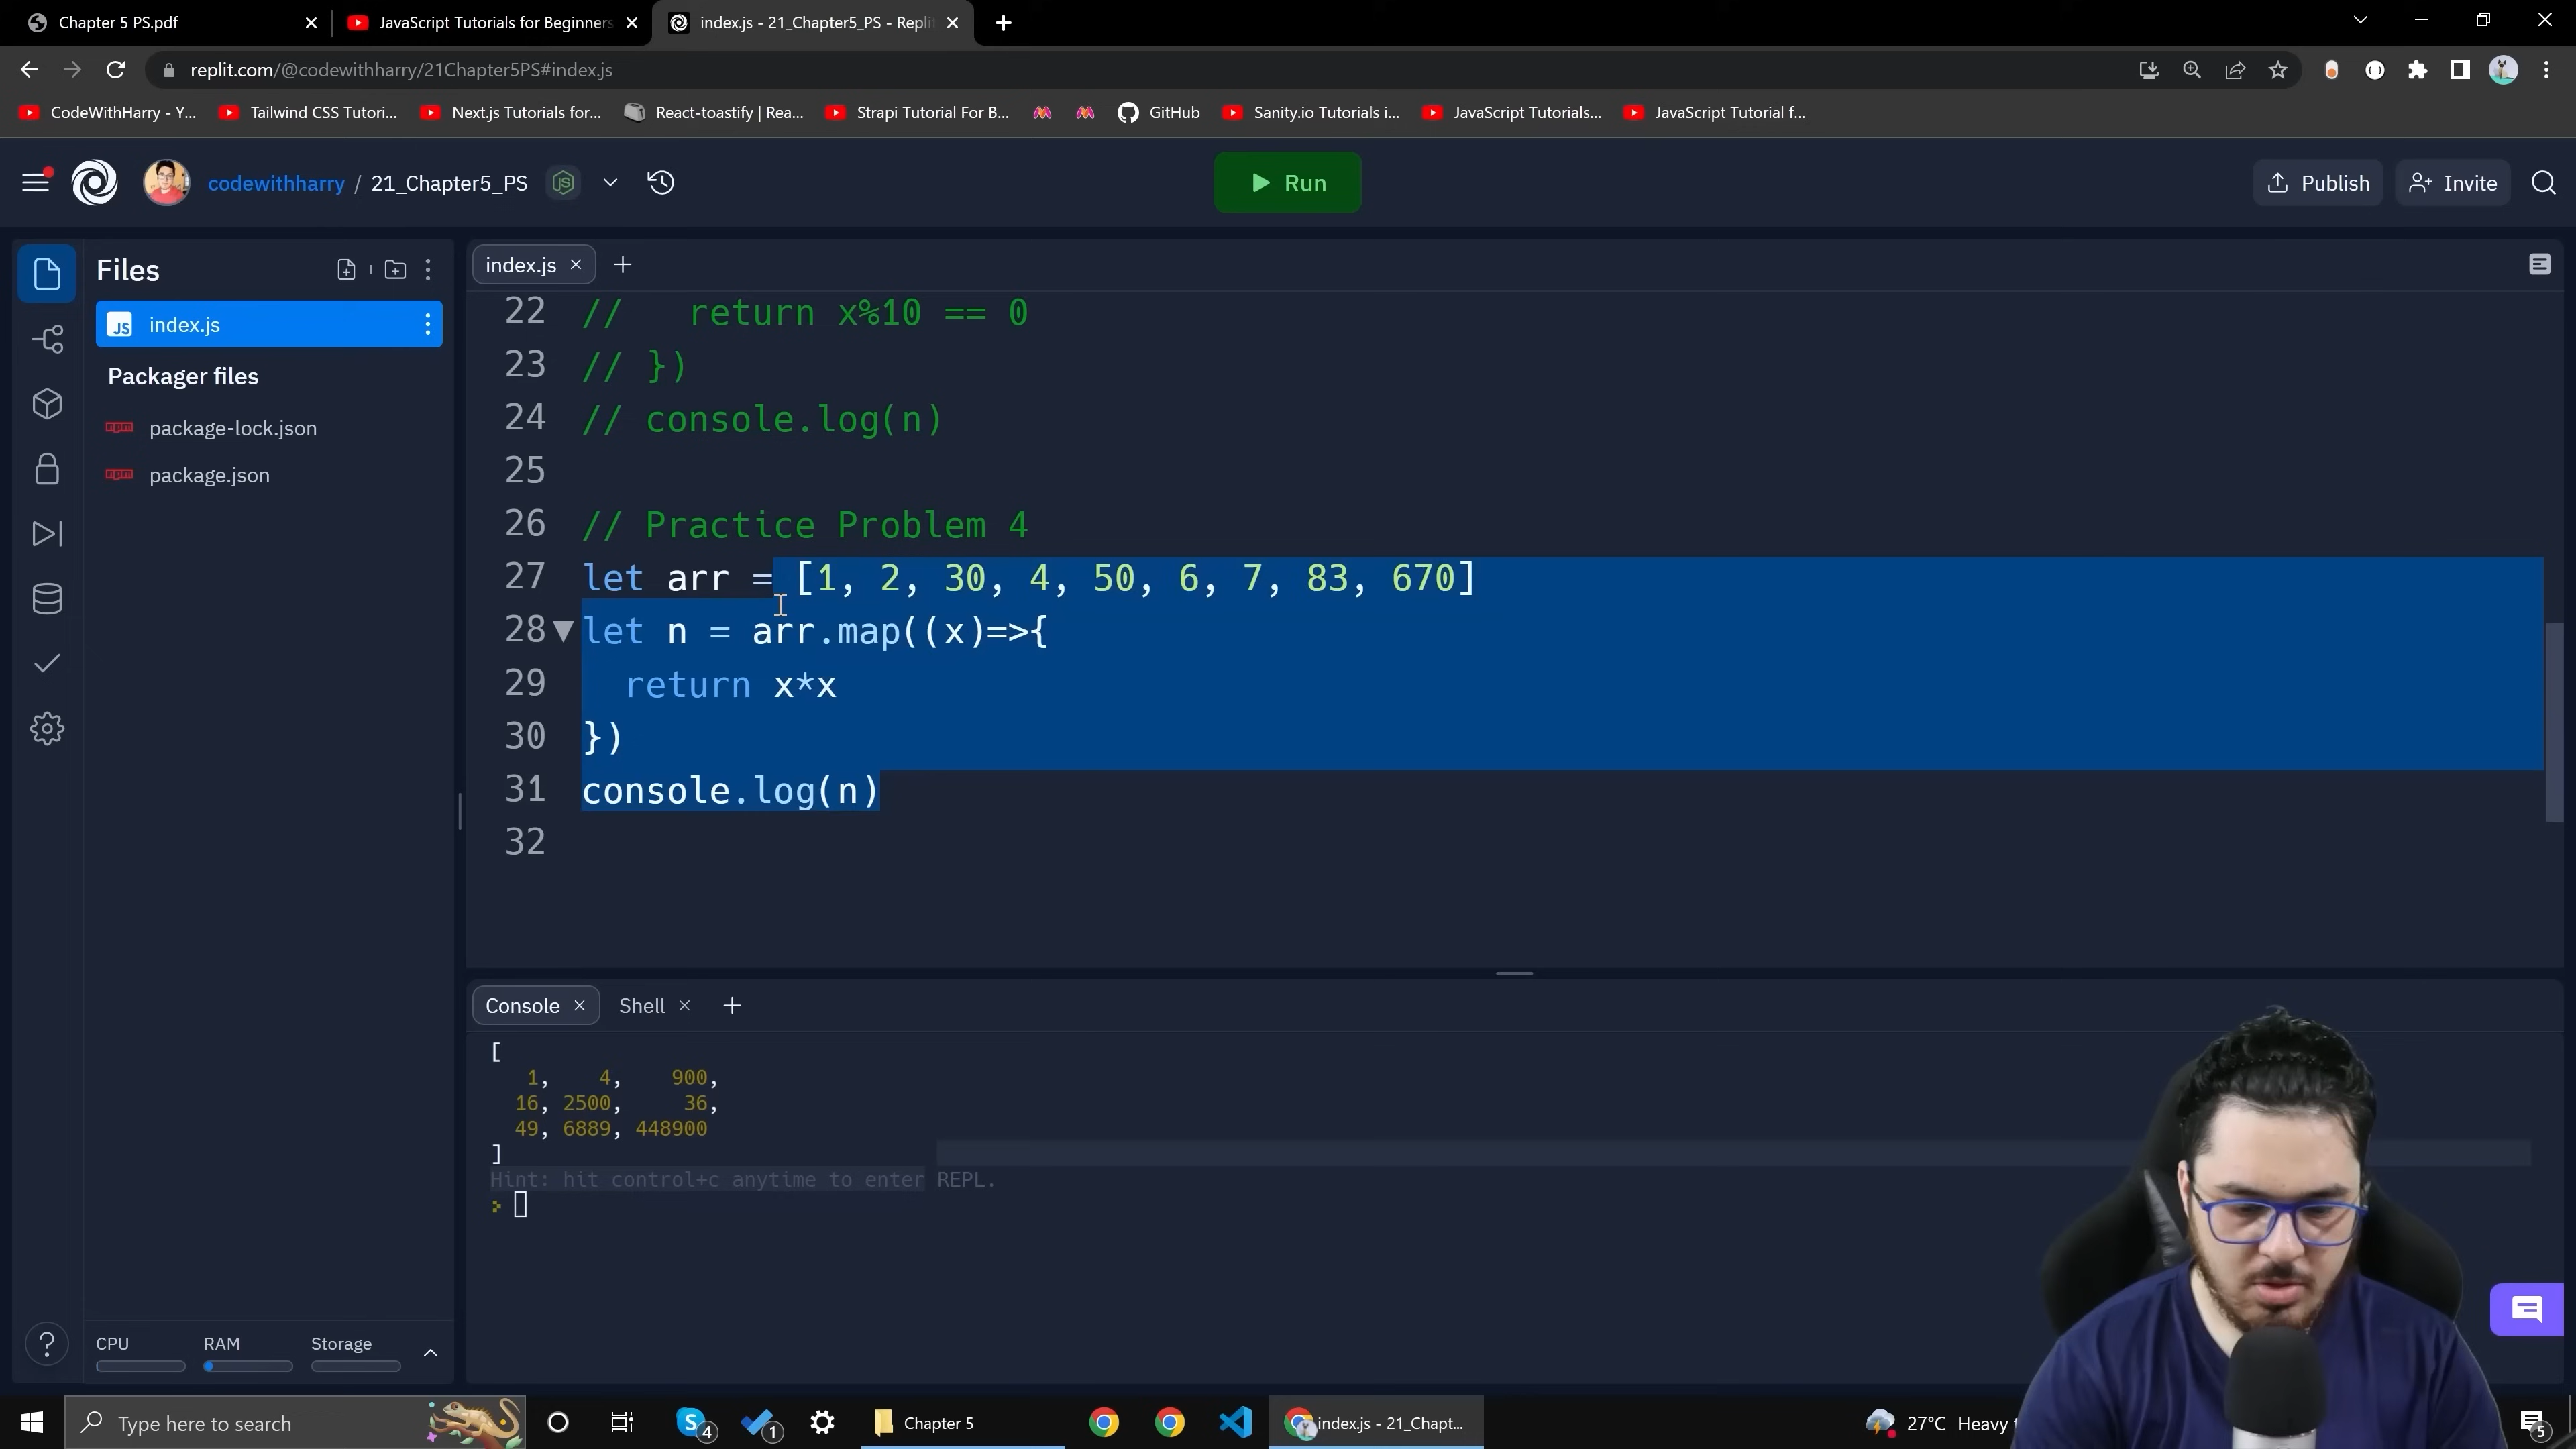 Chapter 5 PS.pdf
JavaScript Tutorials for Beginners
index.js - 21_Chapter5_PS - Repli
replit.com/@codewithharry/21Chapter5PS#index.js
CodeWithHarry - Y...
Tailwind CSS Tutori...
Next.js Tutorials for...
React-toastify | Rea...
Strapi Tutorial For B...
GitHub
Sanity.io Tutorials i...
JavaScript Tutorials...
JavaScript Tutorial f...
codewithharry / 21_Chapter5_PS
Run
Publish
Invite
Files
index.js
Packager files
package-lock.json
package.json
index.js
22 //   return x%10 == 0
23 // })
24 // console.log(n)
25
26 // Practice Problem 4
27 let arr = [1, 2, 30, 4, 50, 6, 7, 83, 670]
28 let n = arr.map((x)=>{
29   return x*x
30 })
31 console.log(n)
32
Console
Shell
[
1, 4, 900,
16, 2500, 36,
49, 6889, 448900
]
Hint: hit control+c anytime to enter REPL.
CPU
RAM
Storage
Type here to search
4
1
Chapter 5
index.js - 21_Chapt...
27°C Heavy
5